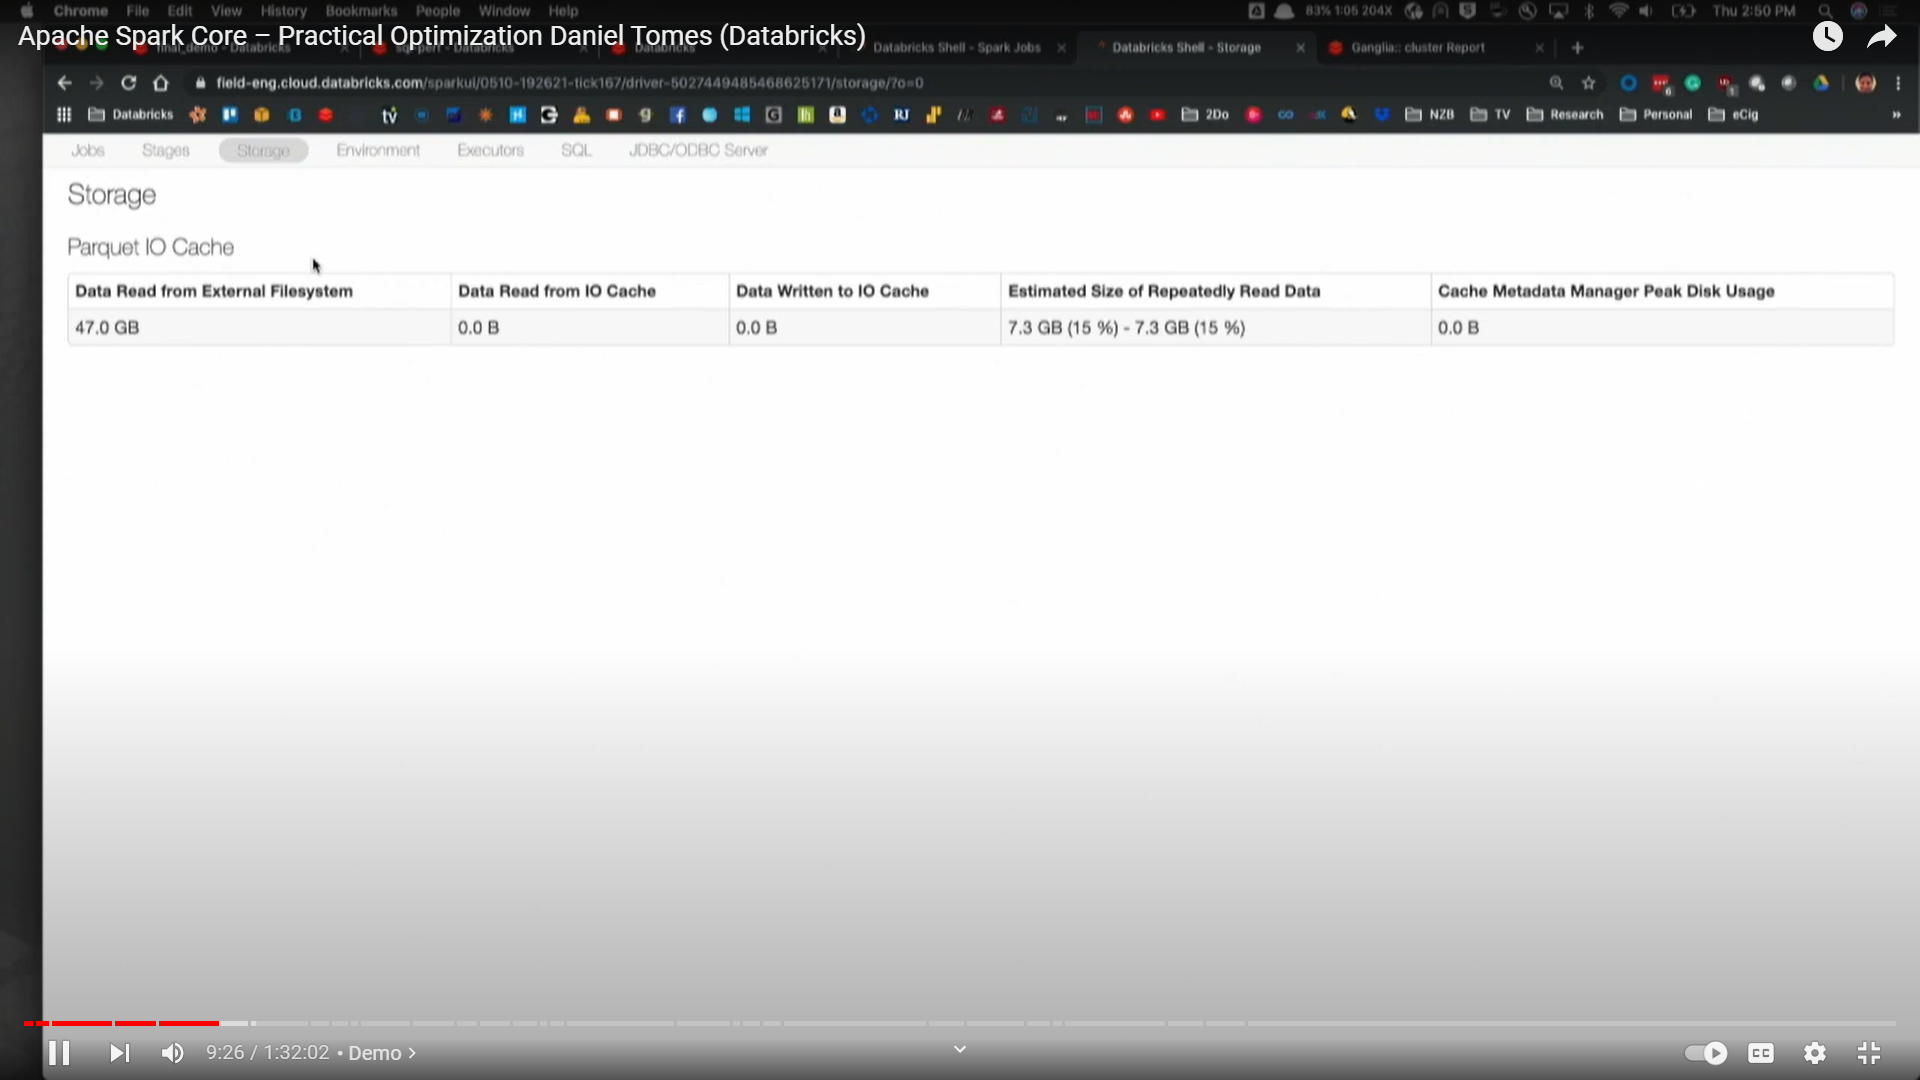 Chrome File Edit View History Bookmarks People Window Help 83% 1:05 204X Thu 2:50 PM
Apache Spark Core – Practical Optimization Daniel Tomes (Databricks)
final_demo - Databricks Databricks Databricks Shell - Spark Jobs Databricks Shell - Storage Ganglia:: cluster Report
field-eng.cloud.databricks.com/sparkui/0510-192621-tick167/driver-5027449485468625171/storage/?o=0
Databricks tv RJ 2Do NZB TV Research Personal eCig »
Jobs Stages Storage Environment Executors SQL JDBC/ODBC Server
Storage
Parquet IO Cache
Data Read from External Filesystem Data Read from IO Cache Data Written to IO Cache Estimated Size of Repeatedly Read Data Cache Metadata Manager Peak Disk Usage
47.0 GB 0.0 B 0.0 B 7.3 GB (15 %) - 7.3 GB (15 %) 0.0 B
9:26 / 1:32:02 • Demo ›
CC